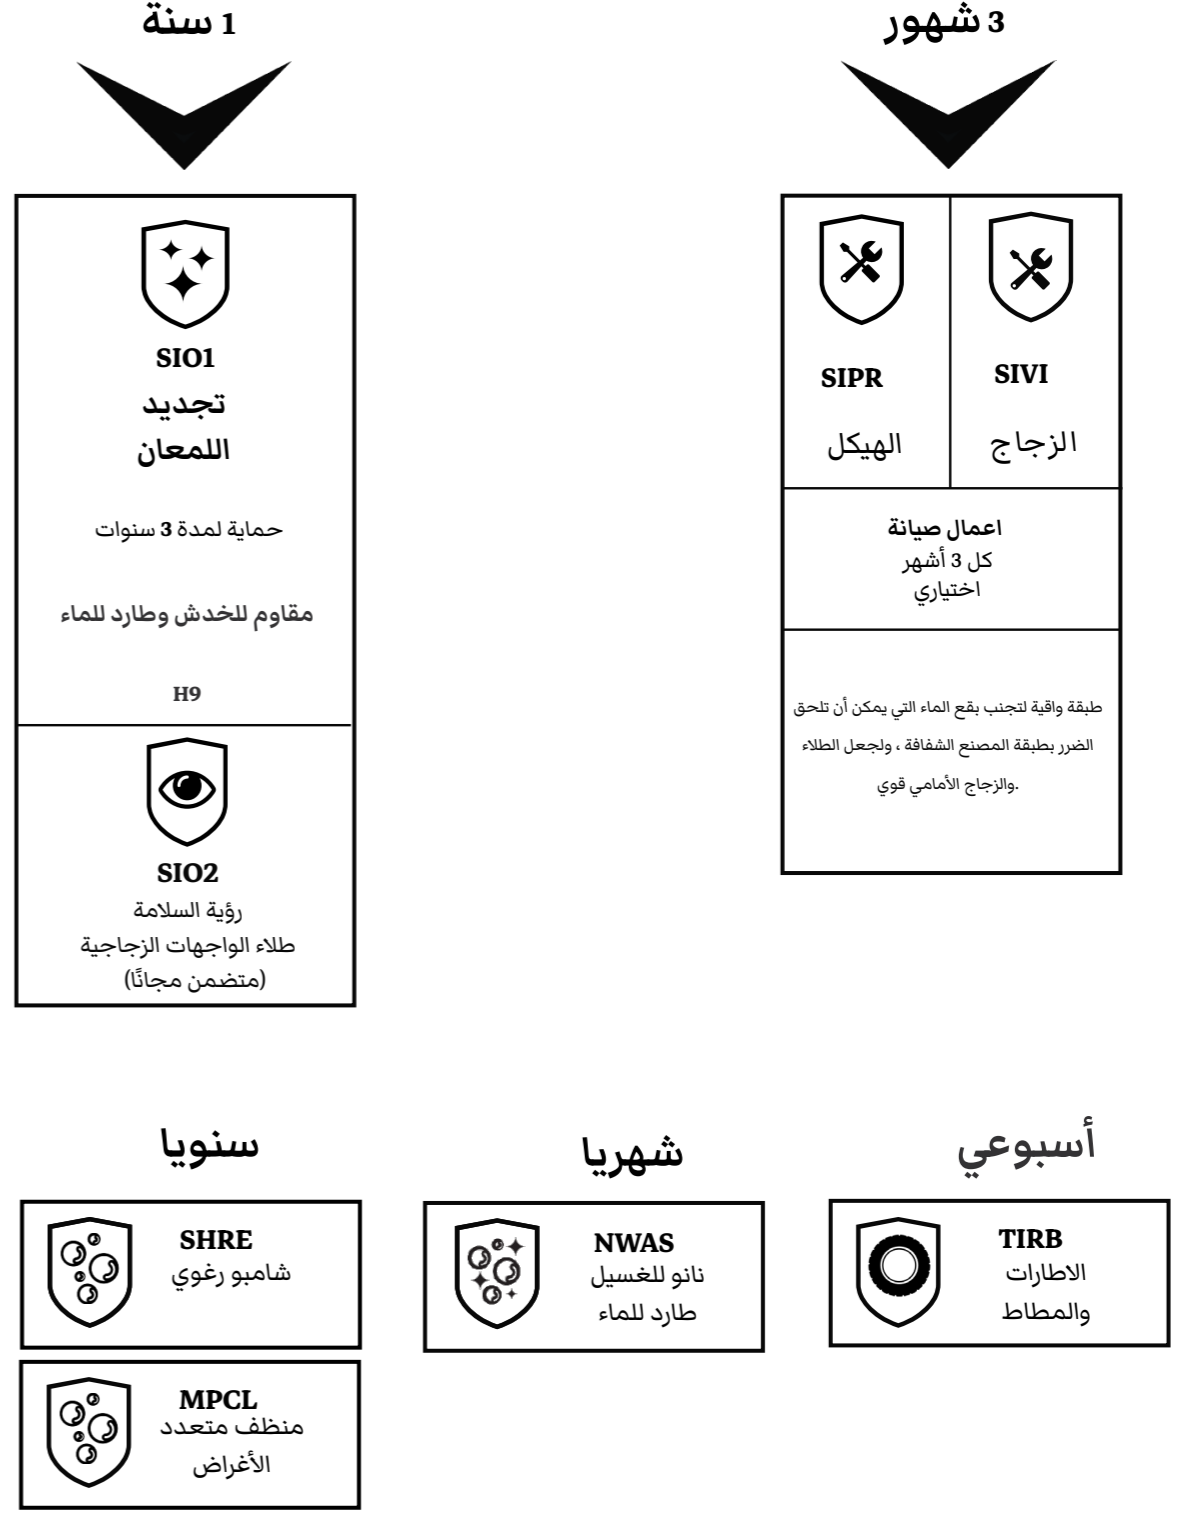 3 شهور
SIVI
الزجاج
SIPR
الهيكل
اعمال صيانة
كل 3 أشهر
اختياري
طبقة واقية لتجنب بقع الماء التي يمكن أن تلحق
الضرر بطبقة المصنع الشفافة ، ولجعل الطلاء
والزجاج الأمامي قوي.
1 سنة
SIO1
تجديد
اللمعان
حماية لمدة 3 سنوات
مقاوم للخدش وطارد للماء
H9
SIO2
رؤية السلامة
طلاء الواجهات الزجاجية
(متضمن مجانًا)
أسبوعي
TIRB
الاطارات
والمطاط
شهريا
NWAS
نانو للغسيل
طارد للماء
سنويا
SHRE
شامبو رغوي
MPCL
منظف متعدد
الأغراض